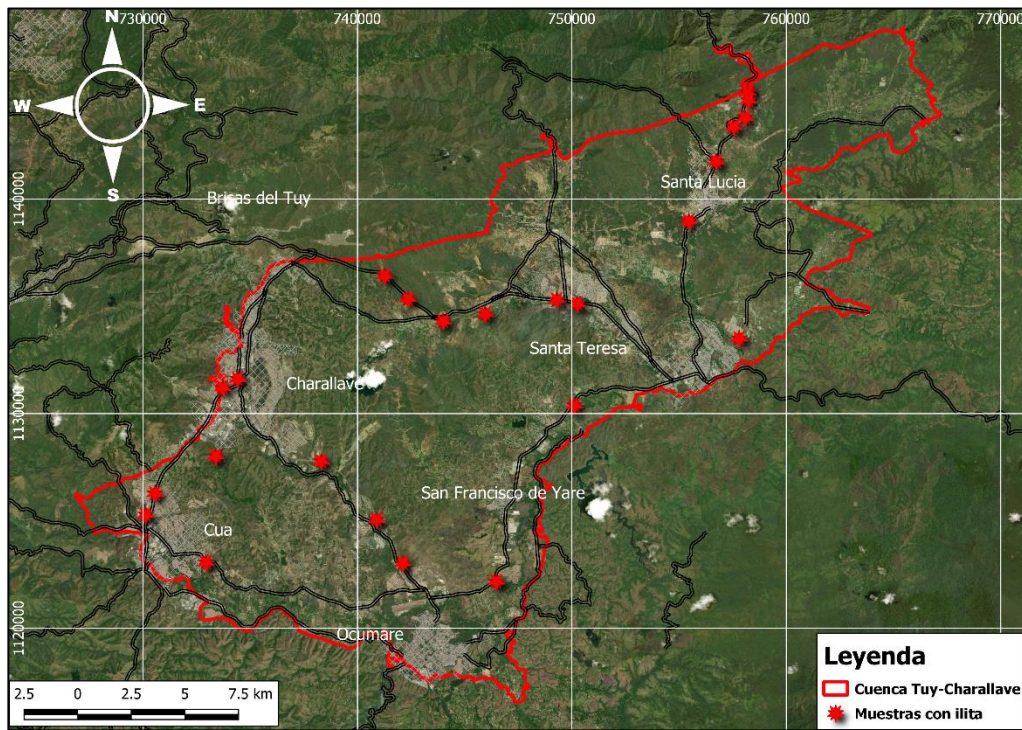 730000 740000 750000 760000 770000
N
W E
S
1140000
Brisas del Tuy
Santa Lucia
Santa Teresa
Charallave
1130000
San Francisco de Yare
Cua
1120000
Ocumare
2.5 0 2.5 5 7.5 km
Leyenda
Cuenca Tuy-Charallave
Muestras con ilita